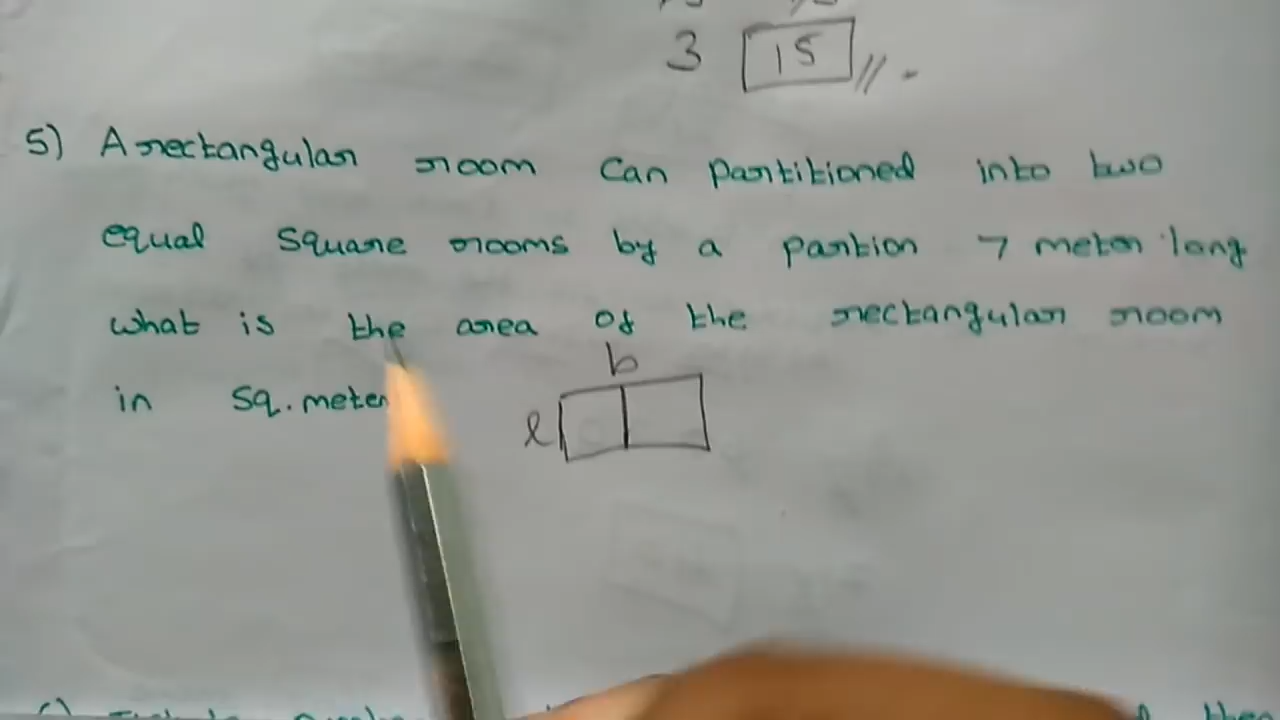 3 15 //
5) A rectangular room can partitioned into two
equal square rooms by a partion 7 meter long
what is the area of the rectangular room
in sq.meter
b
l